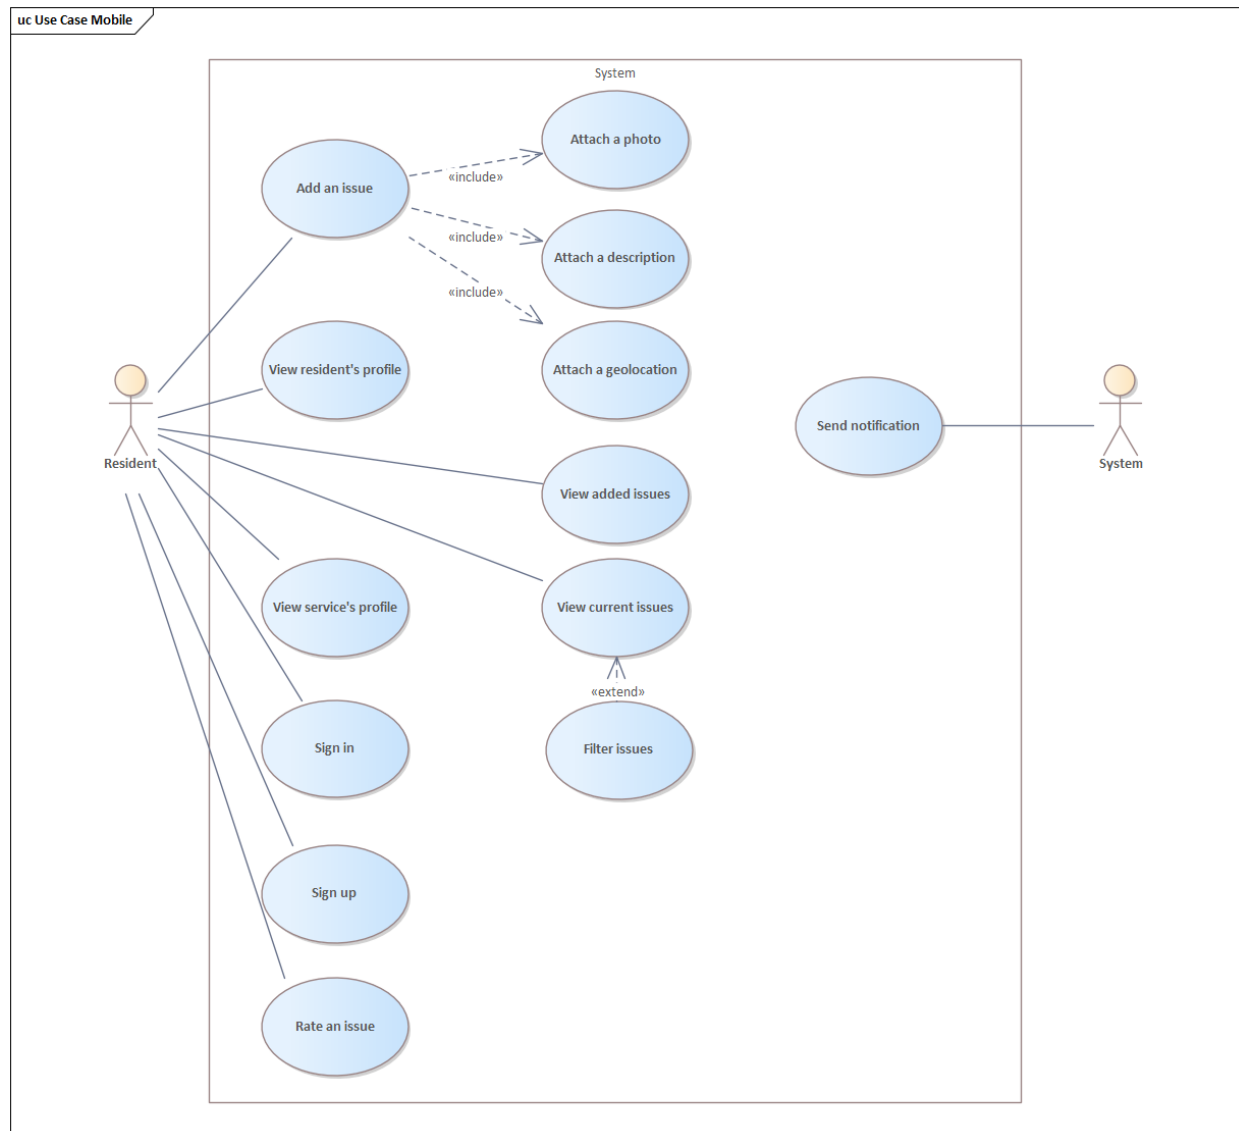 uc Use Case Mobile
System
Attach a photo
Add an issue
«include»
«include»
Attach a description
«include»
View resident's profile
Attach a geolocation
Send notification
Resident
System
View added issues
View service's profile
View current issues
«extend»
Sign in
Filter issues
Sign up
Rate an issue